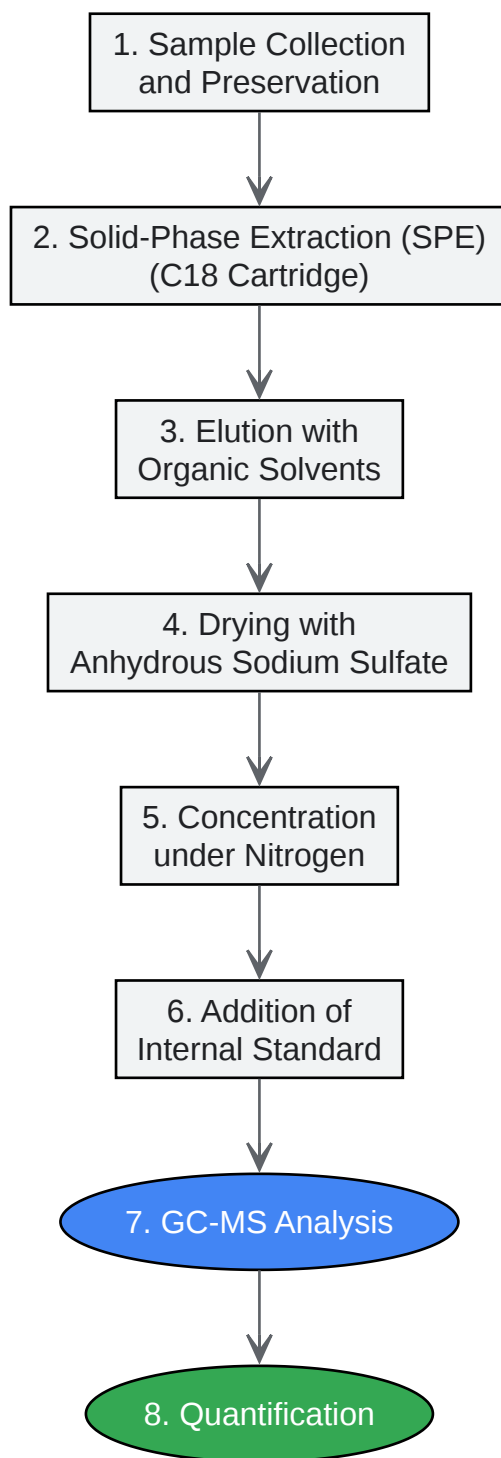 1. Sample Collection
and Preservation
2. Solid-Phase Extraction (SPE)
(C18 Cartridge)
3. Elution with
Organic Solvents
4. Drying with
Anhydrous Sodium Sulfate
5. Concentration
under Nitrogen
6. Addition of
Internal Standard
7. GC-MS Analysis
8. Quantification